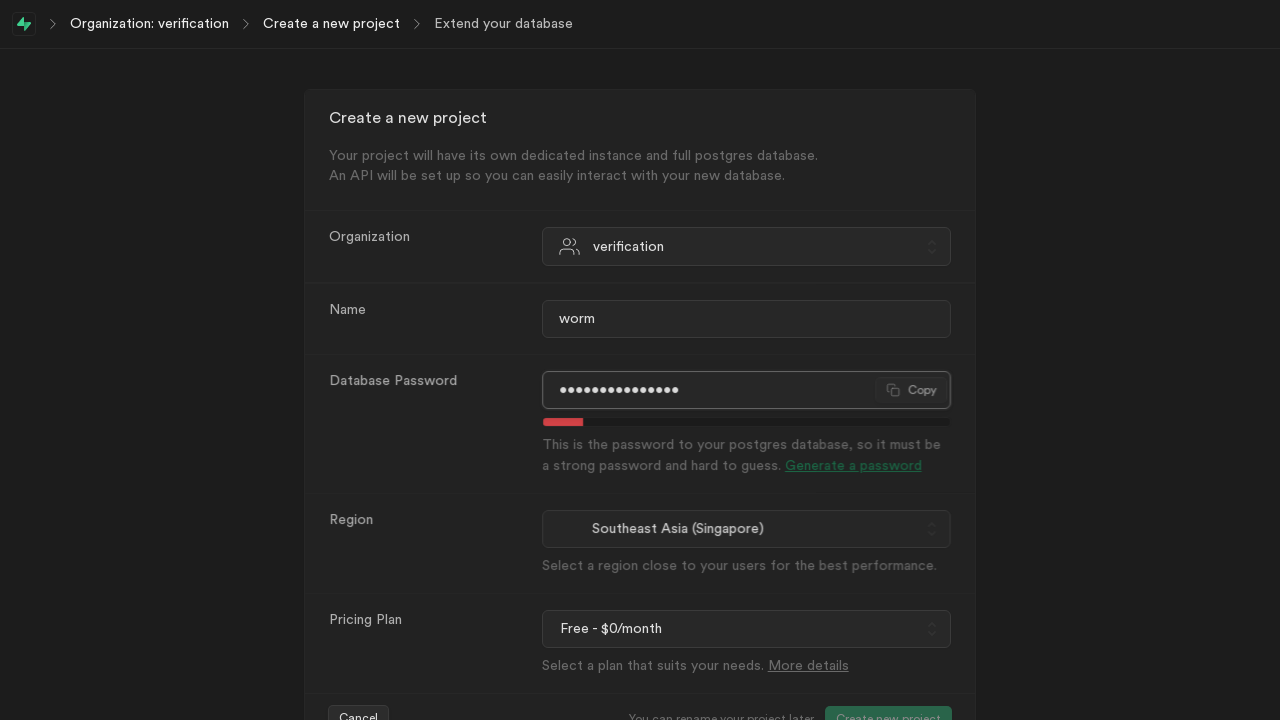 Organization: verification
Create a new project
Extend your database
Create a new project
Your project will have its own dedicated instance and full postgres database.
An API will be set up so you can easily interact with your new database.
Organization
verification
Name
worm
Database Password
•••••••••••••••
Copy
This is the password to your postgres database, so it must be
a strong password and hard to guess. Generate a password
Region
Southeast Asia (Singapore)
Select a region close to your users for the best performance.
Pricing Plan
Free - $0/month
Select a plan that suits your needs. More details
Cancel
You can rename your project later
Create new project